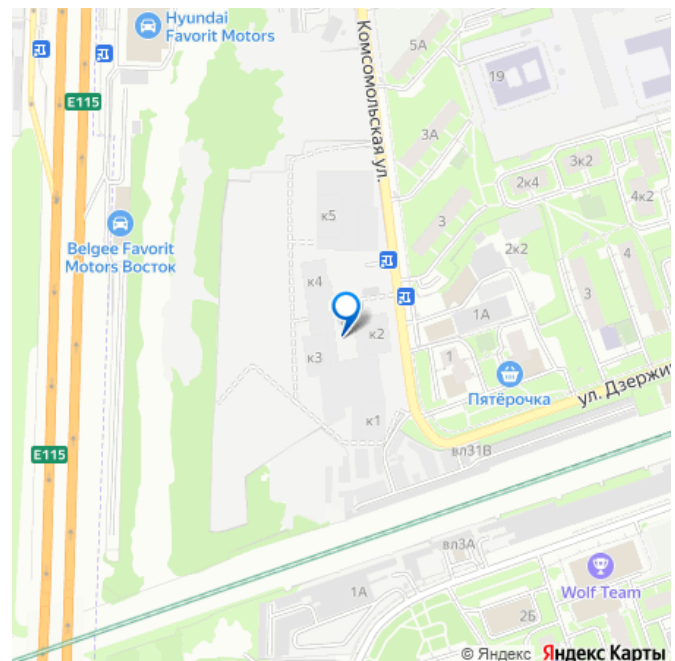 Hyundai
Favorit Motors
Комсомольская ул.
5А
19
E115
3А
3к2
2к4
4к2
к5
Belgee Favorit
Motors Восток
3
2к2
4
к4
3
1А
к2
к3
1
Пятёрочка
ул. Дзержи
к1
E115
вл31В
вл3А
1А
Wolf Team
2Б
© Яндекс Яндекс Карты